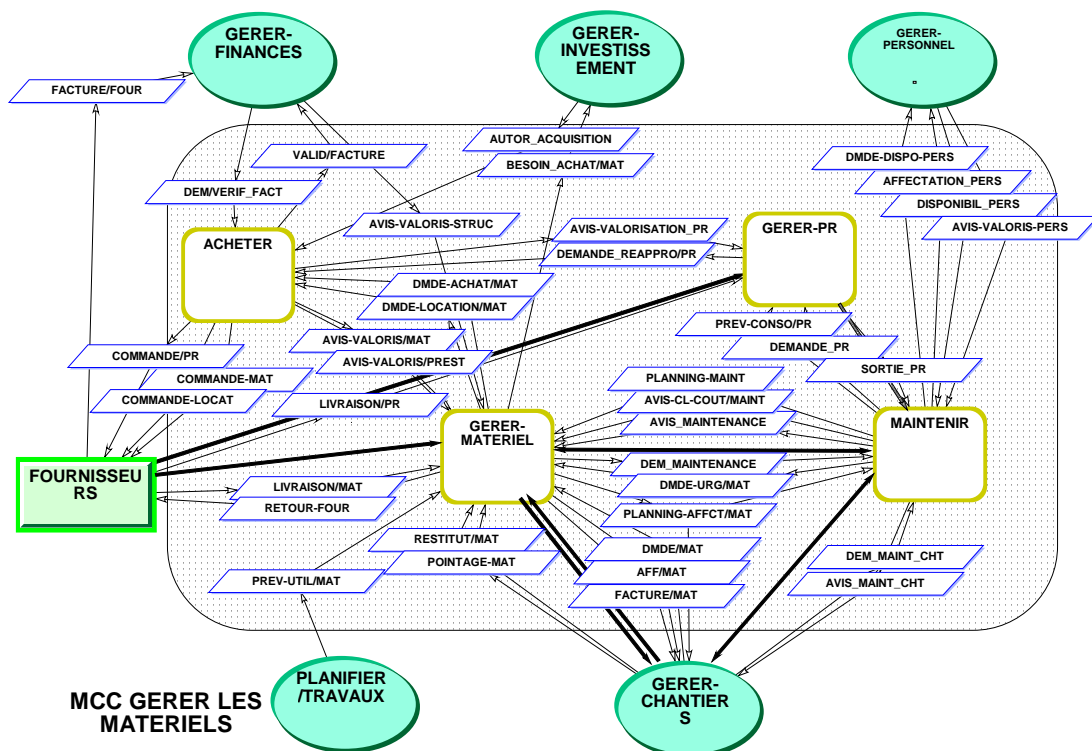 GERER-
FINANCES
GERER-
INVESTISS
EMENT
GERER-
PERSONNEL
FACTURE/FOUR
AUTOR_ACQUISITION
VALID/FACTURE
BESOIN_ACHAT/MAT
DMDE-DISPO-PERS
DEM/VERIF_FACT
AFFECTATION_PERS
DISPONIBIL_PERS
AVIS-VALORIS-STRUC
AVIS-VALORISATION_PR
AVIS-VALORIS-PERS
ACHETER
GERER-PR
DEMANDE_REAPPRO/PR
DMDE-ACHAT/MAT
DMDE-LOCATION/MAT
PREV-CONSO/PR
AVIS-VALORIS/MAT
DEMANDE_PR
COMMANDE/PR
AVIS-VALORIS/PREST
SORTIE_PR
COMMANDE-MAT
PLANNING-MAINT
COMMANDE-LOCAT
LIVRAISON/PR
AVIS-CL-COUT/MAINT
AVIS_MAINTENANCE
GERER-
MATERIEL
MAINTENIR
FOURNISSEU
RS
DEM_MAINTENANCE
LIVRAISON/MAT
DMDE-URG/MAT
RETOUR-FOUR
PLANNING-AFFCT/MAT
RESTITUT/MAT
DMDE/MAT
DEM_MAINT_CHT
POINTAGE-MAT
AFF/MAT
PREV-UTIL/MAT
AVIS_MAINT_CHT
FACTURE/MAT
PLANIFIER
/TRAVAUX
GERER-
CHANTIER
S
MCC GERER LES
MATERIELS